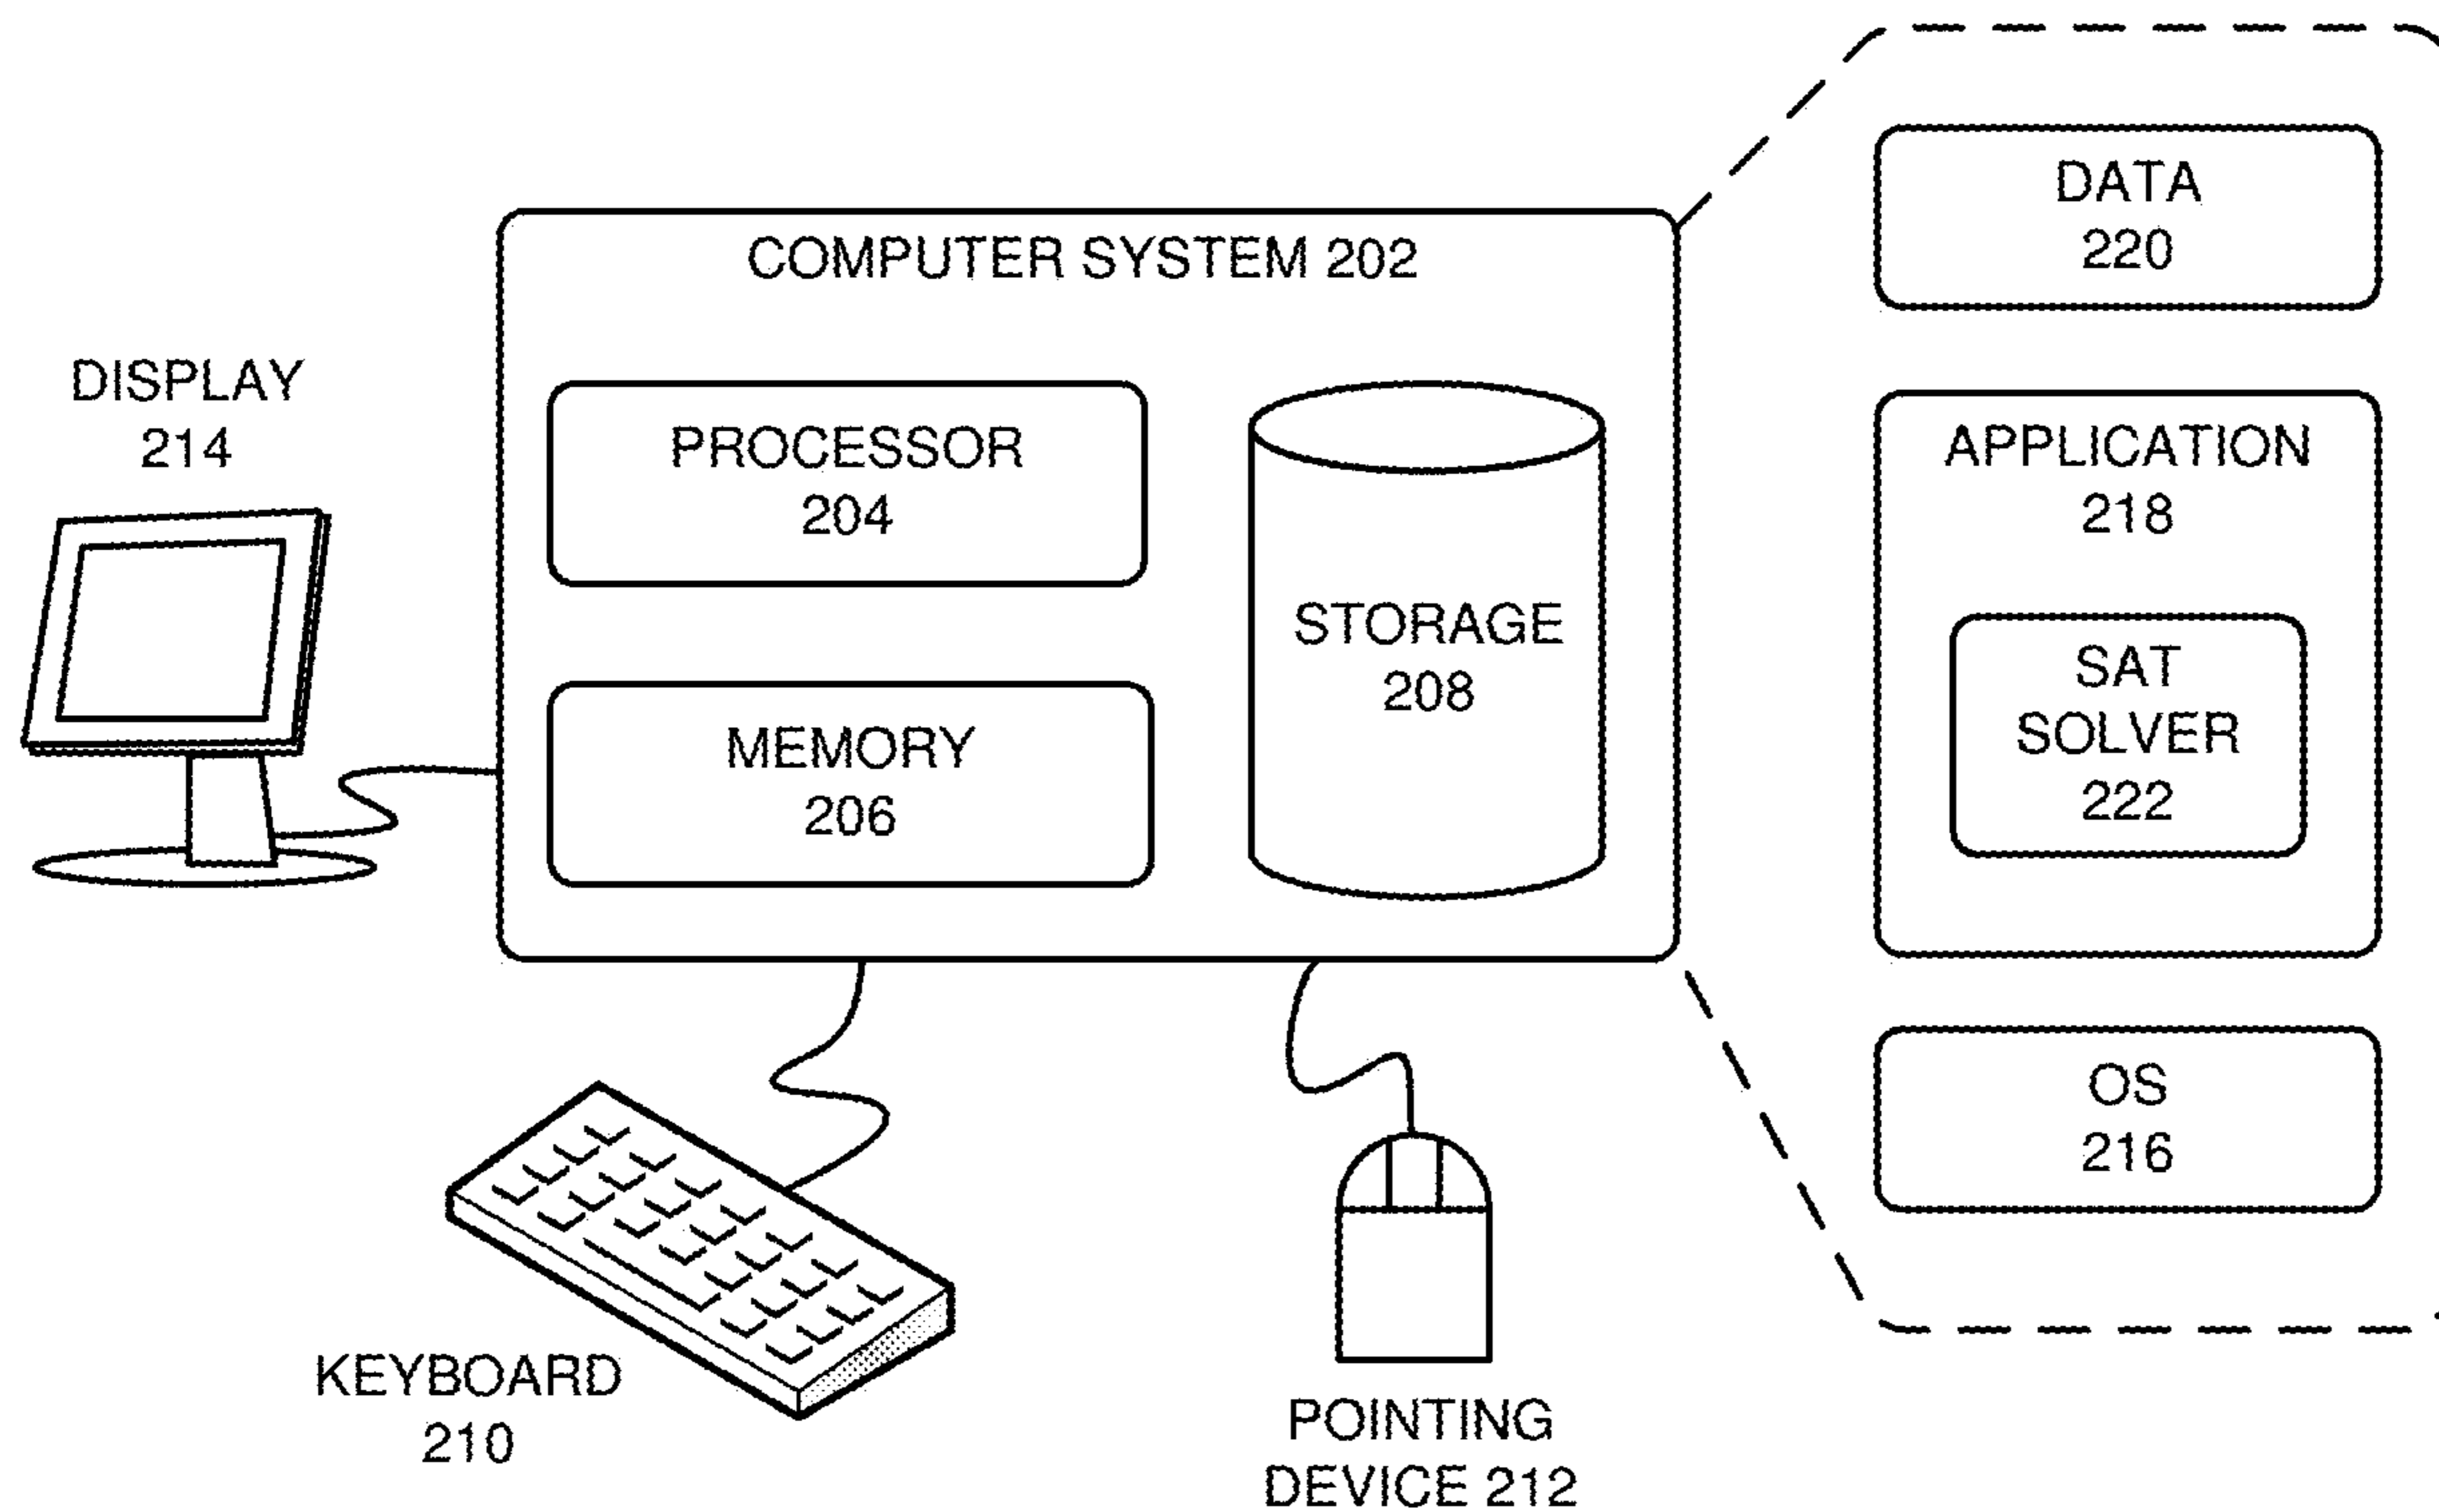 COMPUTER SYSTEM 202
DISPLAY
214
PROCESSOR
204
MEMORY
206
STORAGE
208
KEYBOARD
210
POINTING
DEVICE 212
DATA
220
APPLICATION
218
SAT
SOLVER
222
OS
216